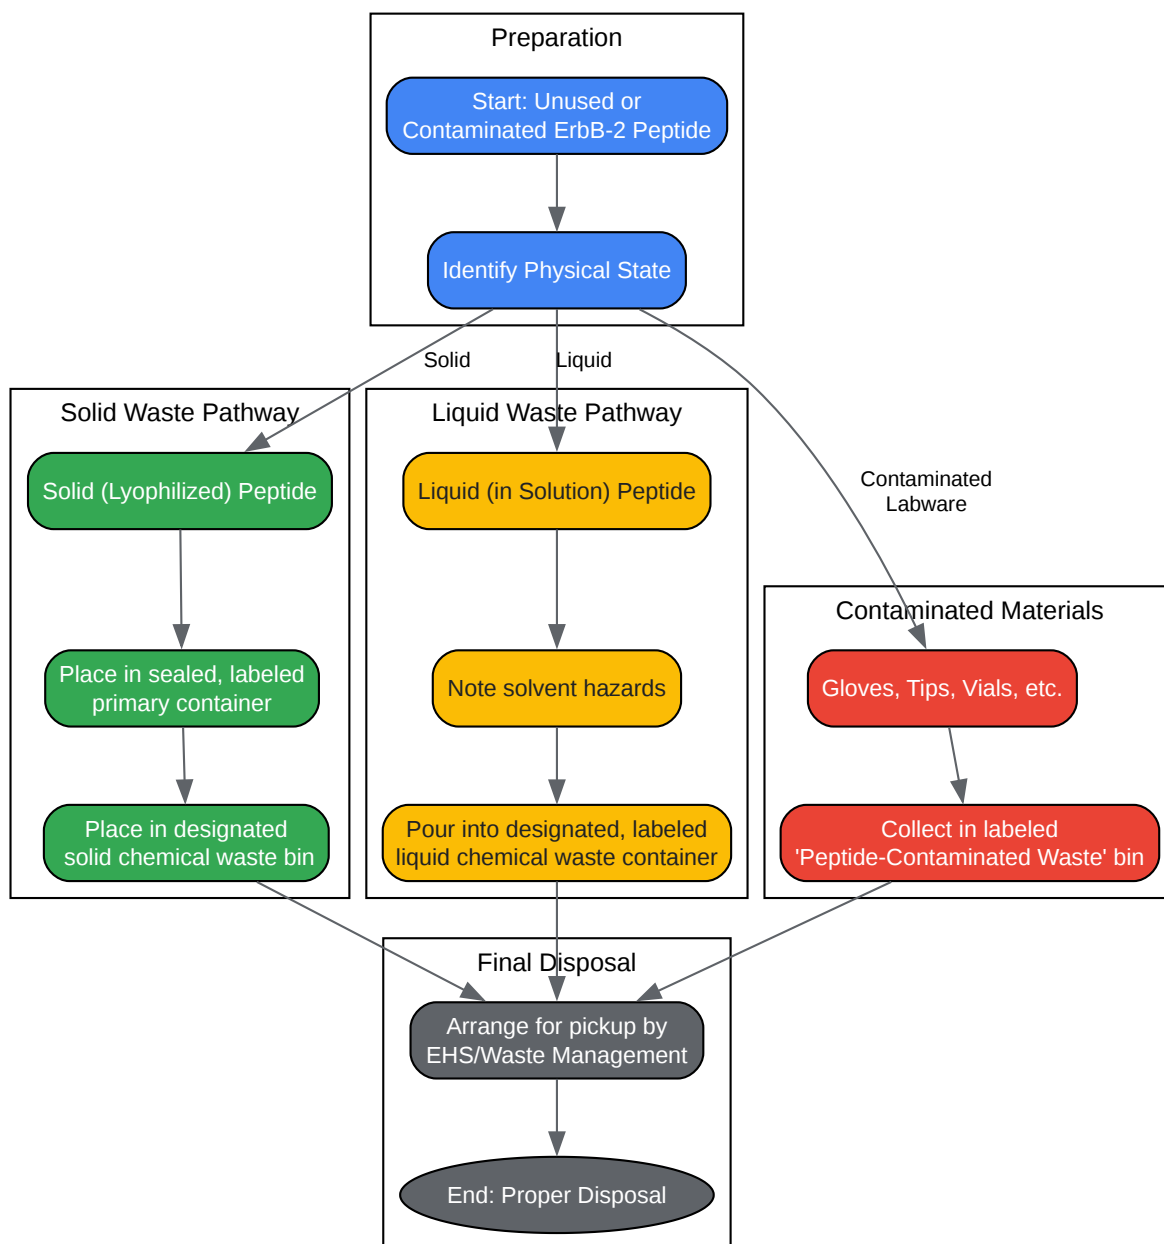 Preparation
Start: Unused or
Contaminated ErbB-2 Peptide
Identify Physical State
Solid
Liquid
Contaminated
Labware
Solid Waste Pathway
Solid (Lyophilized) Peptide
Place in sealed, labeled
primary container
Place in designated
solid chemical waste bin
Liquid Waste Pathway
Liquid (in Solution) Peptide
Note solvent hazards
Pour into designated, labeled
liquid chemical waste container
Contaminated Materials
Gloves, Tips, Vials, etc.
Collect in labeled
'Peptide-Contaminated Waste' bin
Final Disposal
Arrange for pickup by
EHS/Waste Management
End: Proper Disposal